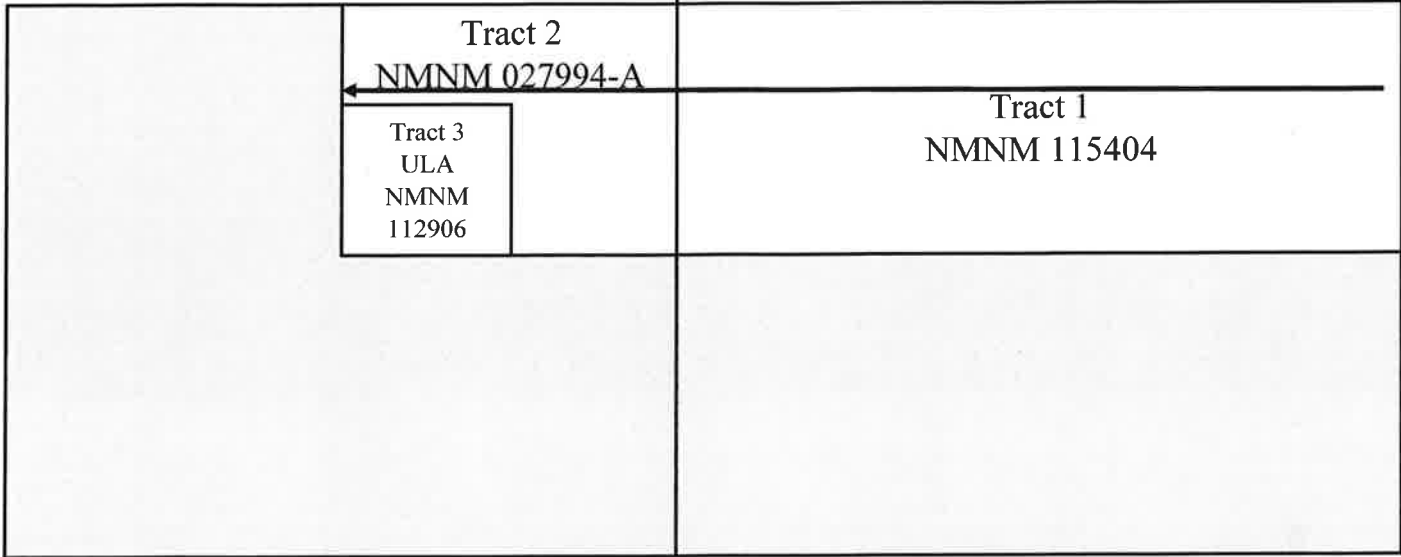 Tract 2
NMNM 027994-A
Tract 1
NMNM 115404
Tract 3
ULA
NMNM
112906